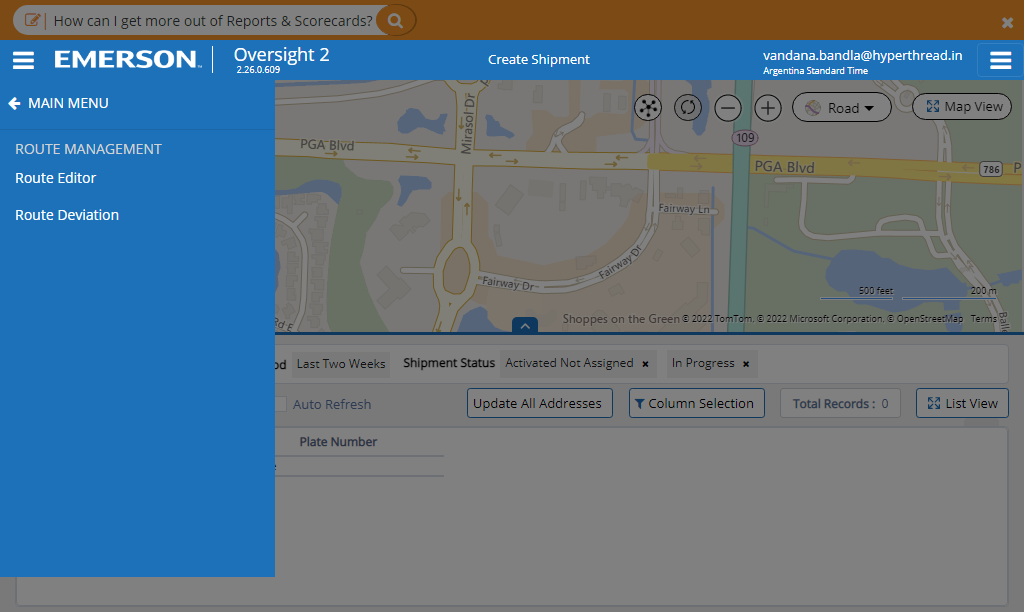 How can I get more out of Reports & Scorecards?
EMERSON
Oversight 2
2.26.0.609
Create Shipment
vandana.bandla@hyperthread.in
Argentina Standard Time
MAIN MENU
ROUTE MANAGEMENT
Route Editor
Route Deviation
Road
Map View
Mirasol Dr
PGA Blvd
109
PGA Blvd
786
P
Fairway Ln
Fairway Dr
Fairway Dr
Rd E
Balle
500 feet
200 m
Shoppes on the Green
© 2022 TomTom, © 2022 Microsoft Corporation, © OpenStreetMap Terms
od
Last Two Weeks
Shipment Status
Activated Not Assigned
In Progress
Auto Refresh
Update All Addresses
Column Selection
Total Records : 0
List View
Plate Number